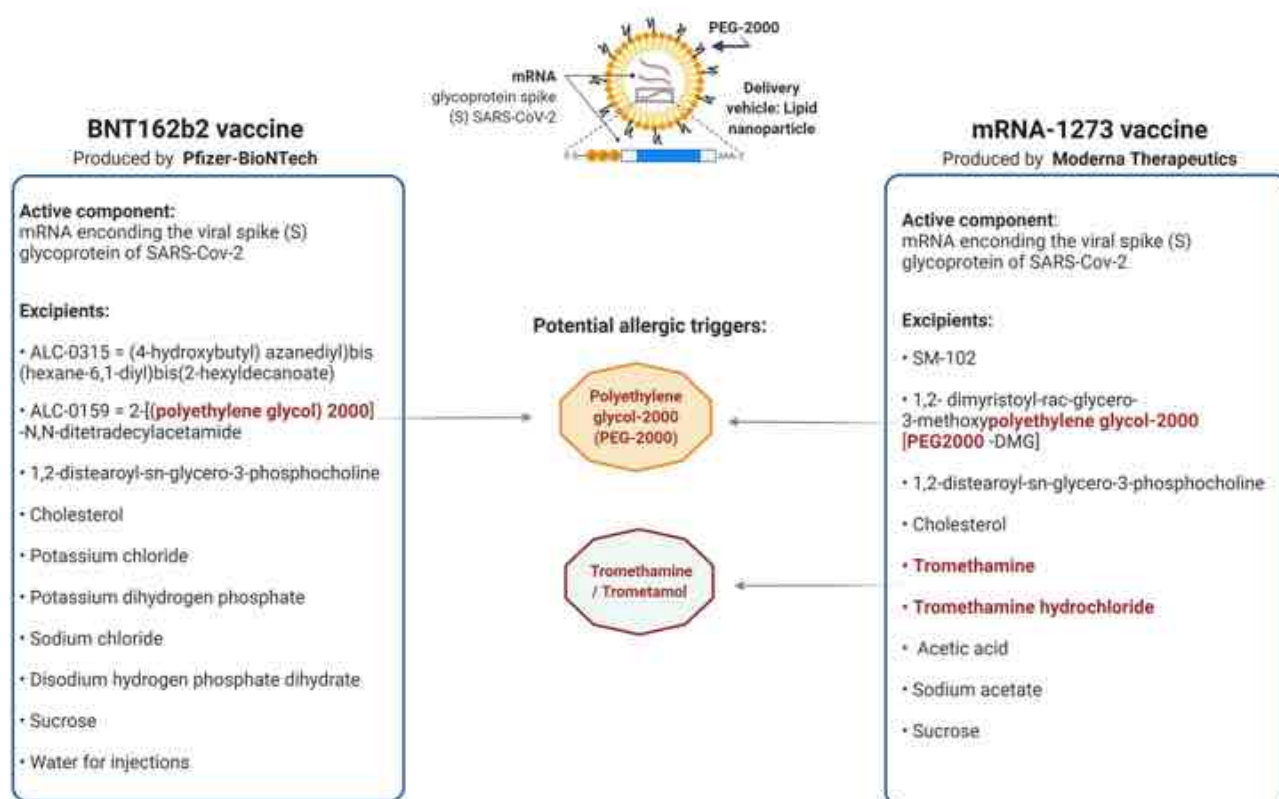 PEG-2000
mRNA
glycoprotein spike
(S) SARS-CoV-2
Delivery
vehicle: Lipid
nanoparticle
BNT162b2 vaccine
Produced by Pfizer-BioNTech
Active component:
mRNA enconding the viral spike (S)
glycoprotein of SARS-Cov-2
Excipients:
• ALC-0315 = (4-hydroxybutyl) azanediyl)bis
(hexane-6,1-diyl)bis(2-hexyldecanoate)
• ALC-0159 = 2-[(polyethylene glycol) 2000]
-N,N-ditetradecylacetamide
• 1,2-distearoyl-sn-glycero-3-phosphocholine
• Cholesterol
• Potassium chloride
• Potassium dihydrogen phosphate
• Sodium chloride
• Disodium hydrogen phosphate dihydrate
• Sucrose
• Water for injections
Potential allergic triggers:
Polyethylene
glycol-2000
(PEG-2000)
Tromethamine
/ Trometamol
mRNA-1273 vaccine
Produced by Moderna Therapeutics
Active component:
mRNA enconding the viral spike (S)
glycoprotein of SARS-Cov-2
Excipients:
• SM-102
• 1,2- dimyristoyl-rac-glycero-
3-methoxypolyethylene glycol-2000
[PEG2000 -DMG]
• 1,2-distearoyl-sn-glycero-3-phosphocholine
• Cholesterol
• Tromethamine
• Tromethamine hydrochloride
• Acetic acid
• Sodium acetate
• Sucrose